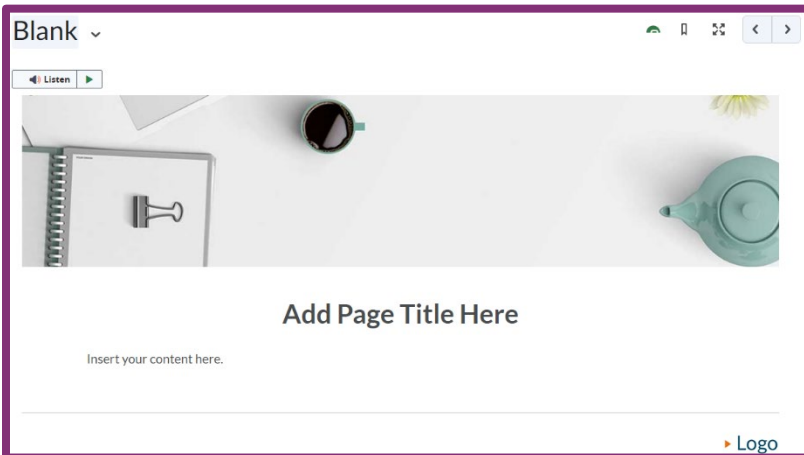 Blank
Listen
Add Page Title Here
Insert your content here.
Logo